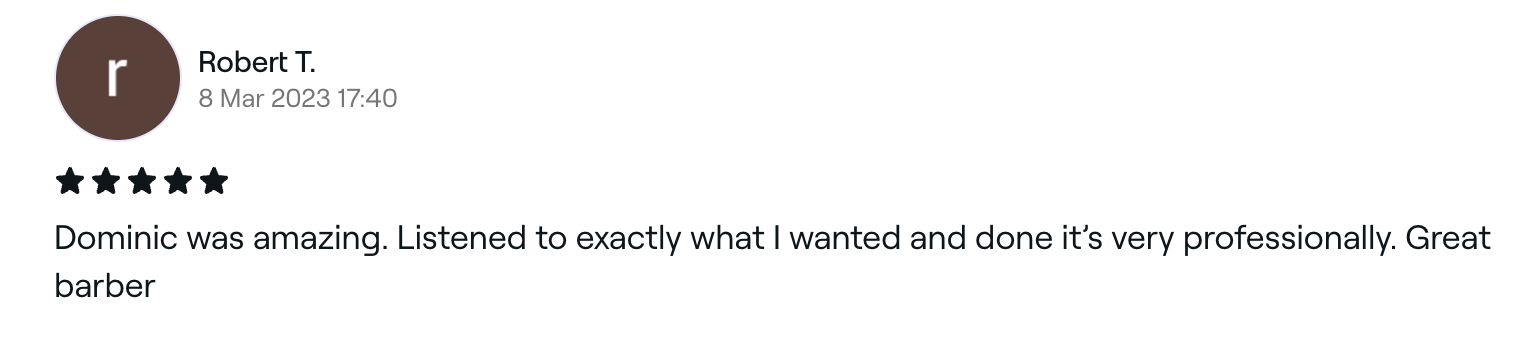 r
Robert T.
8 Mar 2023 17:40
Dominic was amazing. Listened to exactly what I wanted and done it’s very professionally. Great
barber